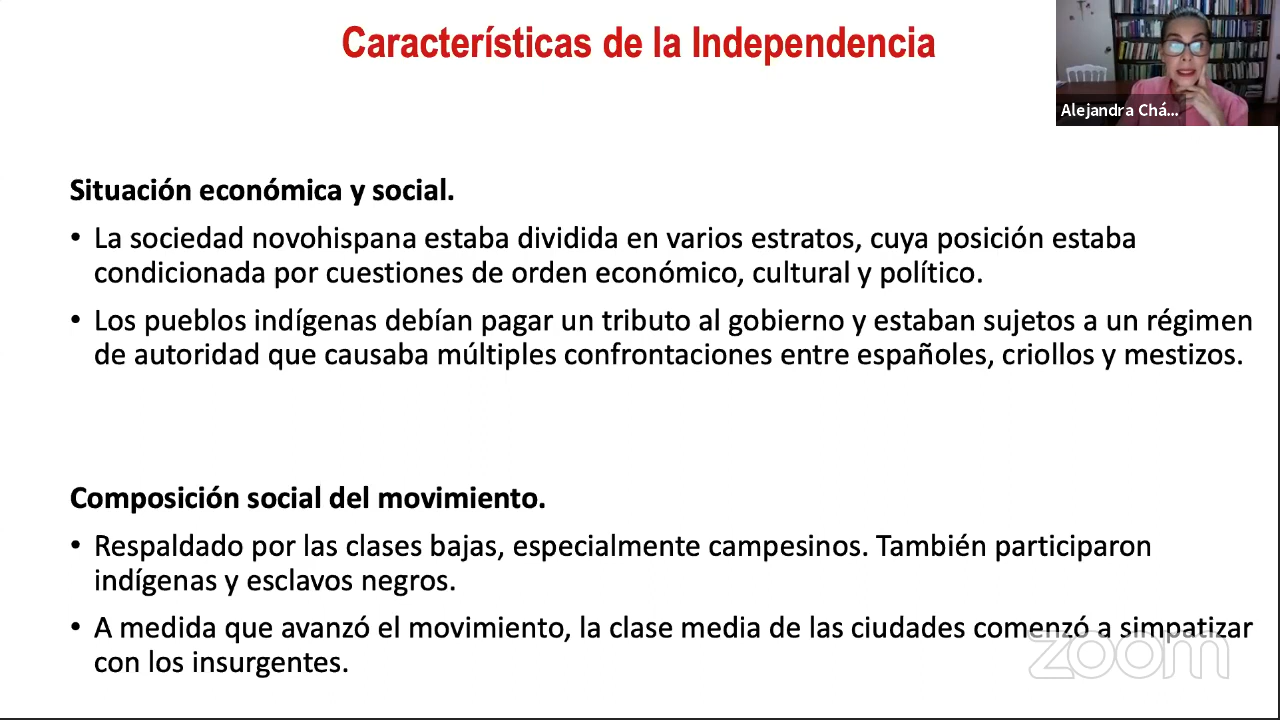 Características de la Independencia
Alejandra Chá...
Situación económica y social.
• La sociedad novohispana estaba dividida en varios estratos, cuya posición estaba
condicionada por cuestiones de orden económico, cultural y político.
• Los pueblos indígenas debían pagar un tributo al gobierno y estaban sujetos a un régimen
de autoridad que causaba múltiples confrontaciones entre españoles, criollos y mestizos.
Composición social del movimiento.
• Respaldado por las clases bajas, especialmente campesinos. También participaron
indígenas y esclavos negros.
• A medida que avanzó el movimiento, la clase media de las ciudades comenzó a simpatizar
con los insurgentes.
zoom